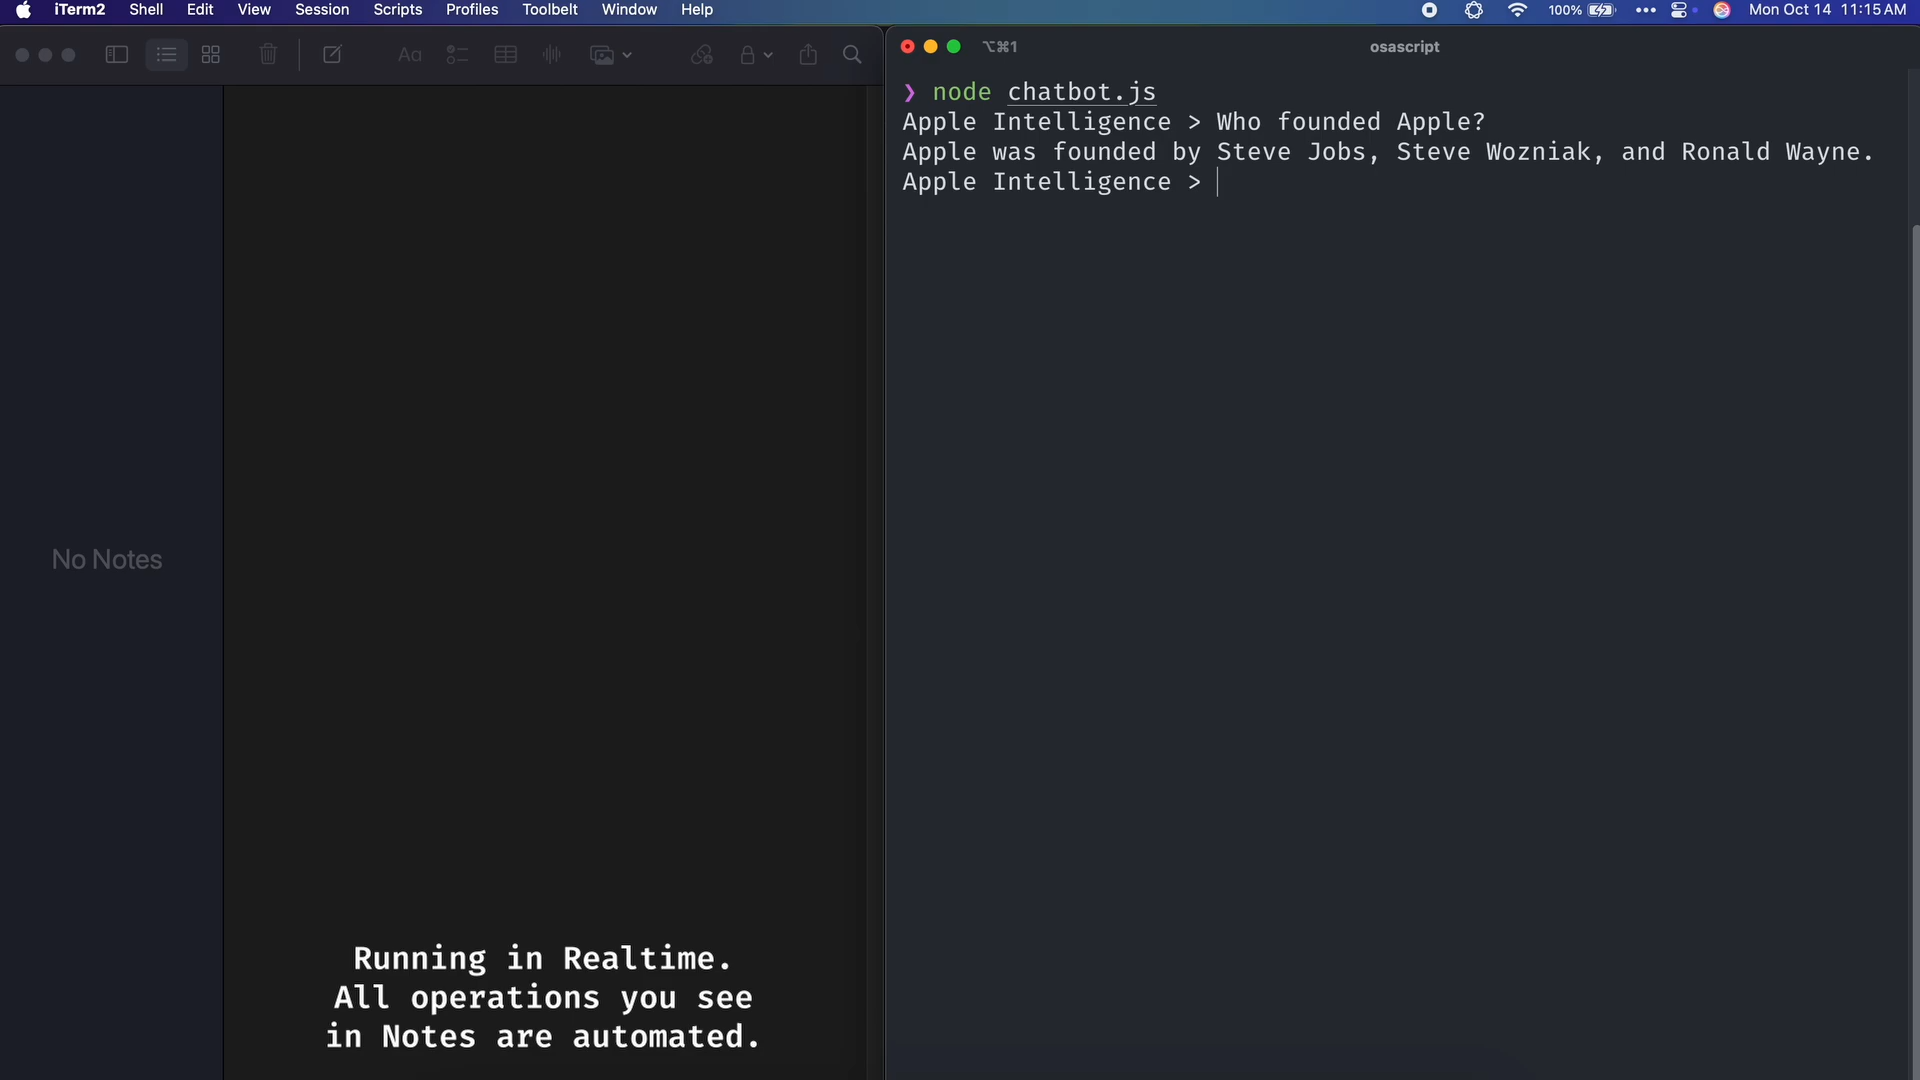 iTerm2 Shell Edit View Session Scripts Profiles Toolbelt Window Help 100% Mon Oct 14 11:15 AM
Aa
⌥⌘1 osascript
❯ node chatbot.js
Apple Intelligence > Who founded Apple?
Apple was founded by Steve Jobs, Steve Wozniak, and Ronald Wayne.
Apple Intelligence >
No Notes
Running in Realtime.
All operations you see
in Notes are automated.